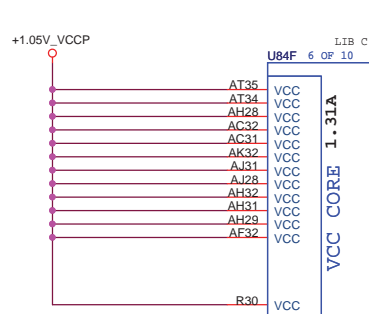 +1.05V_VCCP
LIB C
U84F 6 OF 10
AT35 VCC
AT34 VCC
AH28 VCC
AC32 VCC
AC31 VCC
AK32 VCC
AJ31 VCC
AJ28 VCC
AH32 VCC
AH31 VCC
AH29 VCC
AF32 VCC
R30 VCC
VCC CORE
1.31A